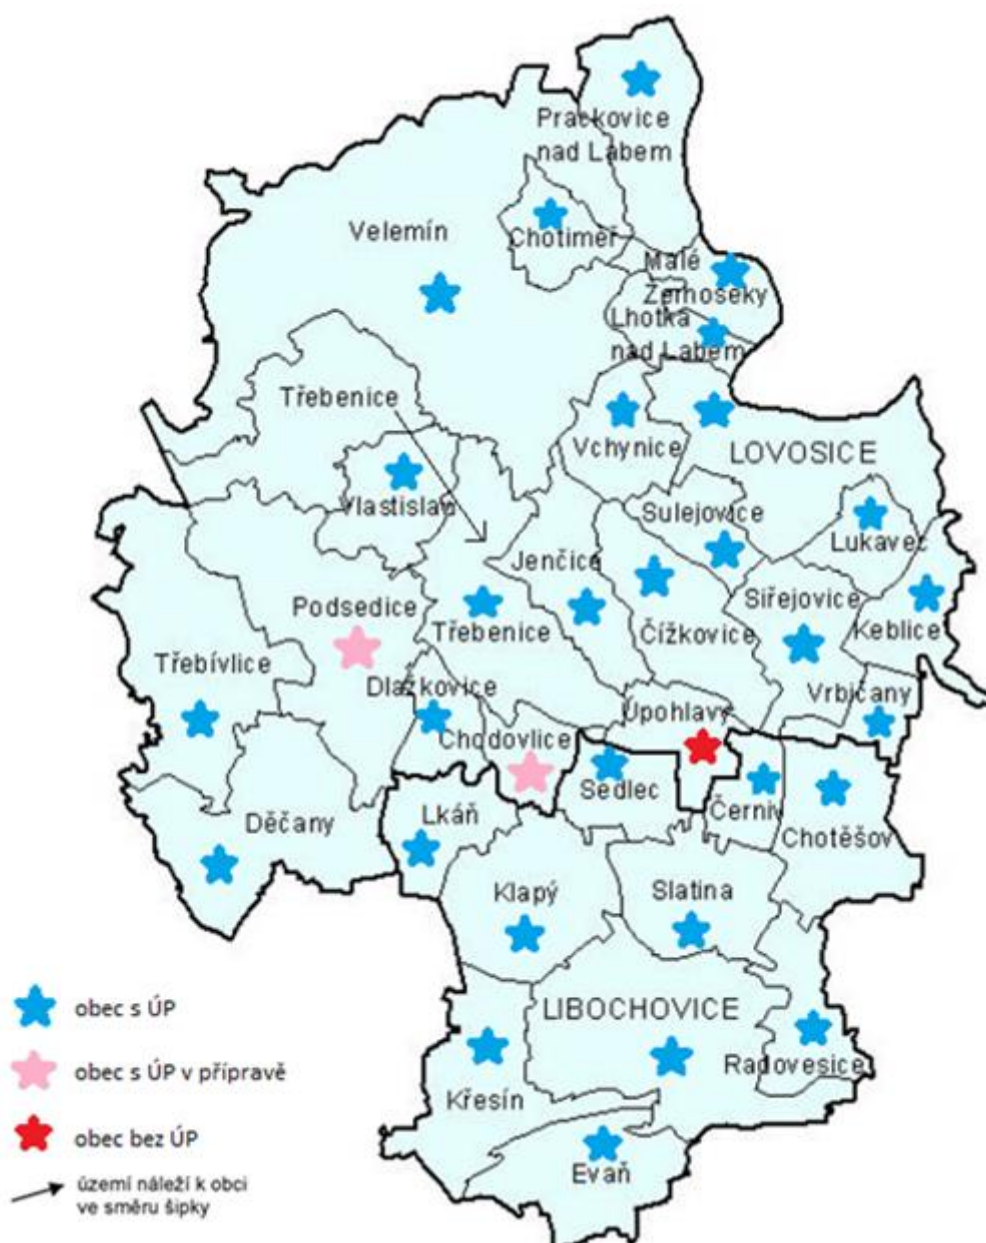 Prackovice
nad Labem
Velemín
Chotiměř
Malé
Žernoseky
Lhotka
nad Labem
Třebenice
Vchynice
LOVOSICE
Vlastislav
Sulejovice
Lukavec
Jenčice
Podsedice
Třebenice
Čížkovice
Siřejovice
Keblice
Třebívlice
Dlažkovice
Vrbičany
Úpohlavy
Chodovlice
Sedlec
Černiv
Děčany
Lkáň
Chotěšov
Klapý
Slatina
LIBOCHOVICE
Radovesice
Křesín
Evaň
obec s ÚP
obec s ÚP v přípravě
obec bez ÚP
území náleží k obci
ve směru šipky